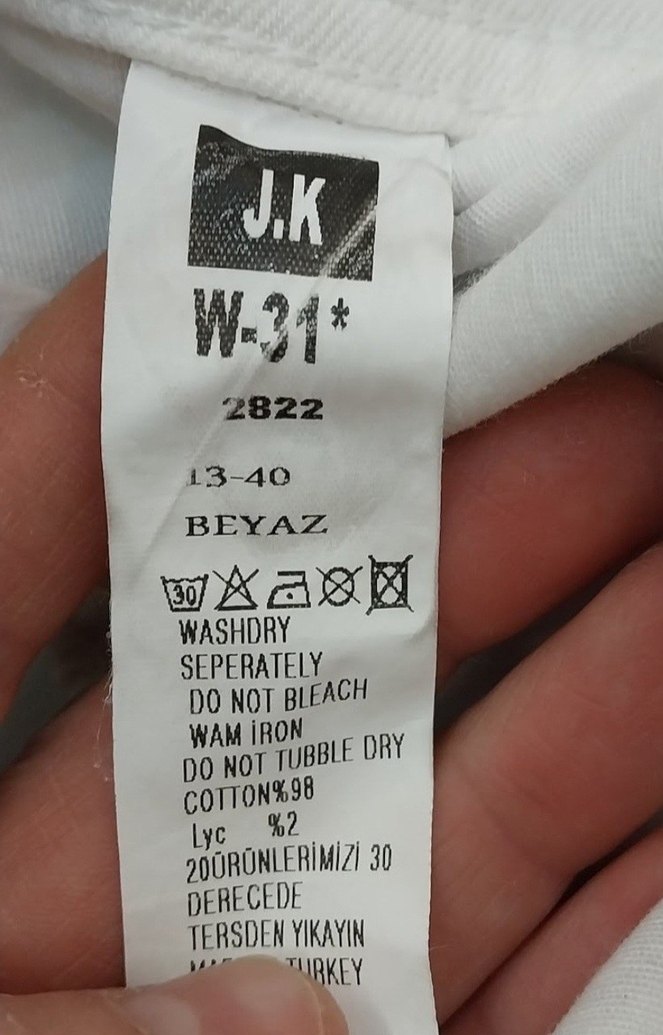 J.K
W-31*
2822
13-40
BEYAZ
30
WASHDRY
SEPERATELY
DO NOT BLEACH
WAM İRON
DO NOT TUBBLE DRY
COTTON%98
Lyc %2
20ÜRÜNLERİMİZİ 30
DERECEDE
TERSDEN YIKAYIN
TURKEY